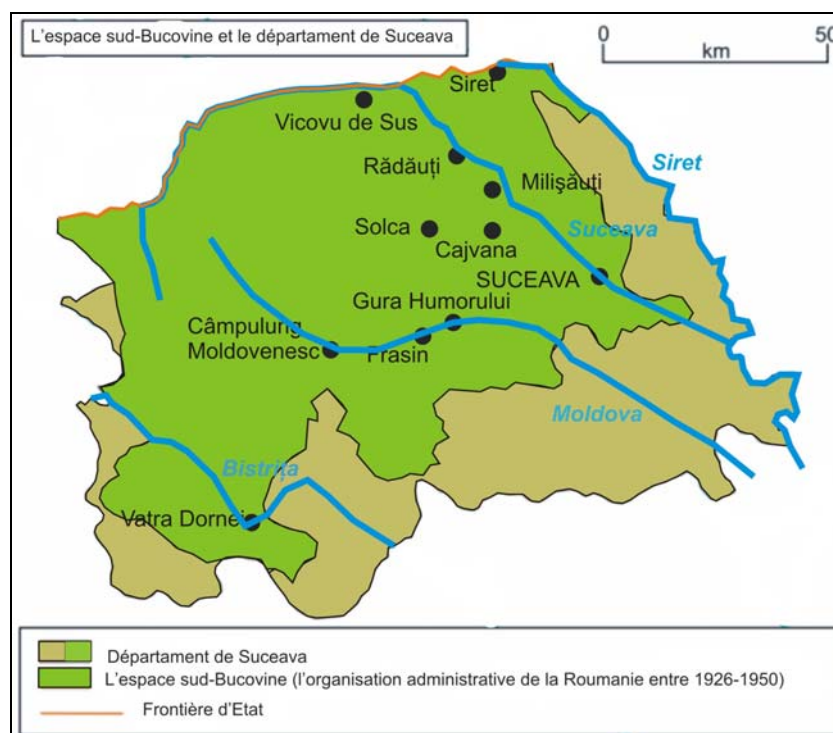 L'espace sud-Bucovine et le départament de Suceava
0 50
km
Siret
Vicovu de Sus
Siret
Rădăuți
Milișăuți
Solca
Suceava
Cajvana
SUCEAVA
Gura Humorului
Câmpulung
Moldovenesc
Frasin
Moldova
Bistrița
Vatra Dornei
Départament de Suceava
L'espace sud-Bucovine (l'organisation administrative de la Roumanie entre 1926-1950)
Frontière d'Etat